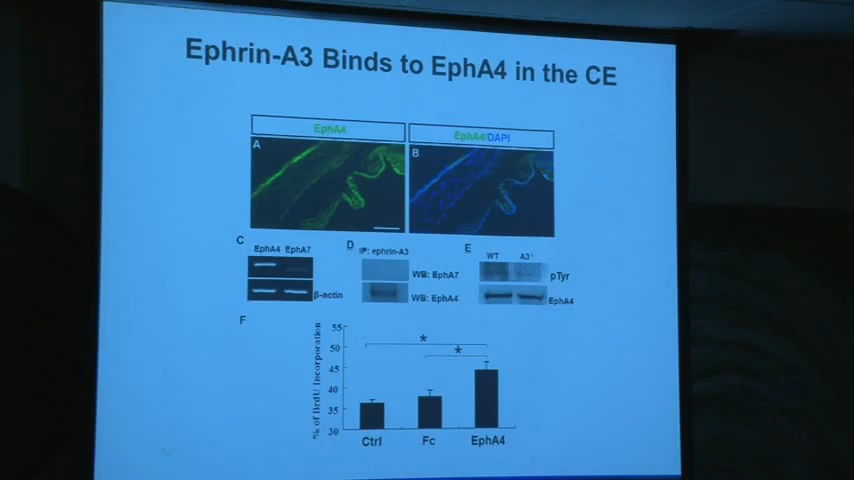 Ephrin-A3 Binds to EphA4 in the CE
EphA4
EphA4/DAPI
A
B
C
EphA4 EphA7
β-actin
D
IP: ephrin-A3
WB: EphA7
WB: EphA4
E
WT A3-/-
pTyr
EphA4
F
% of BrdU Incorporation
55
50
45
40
35
30
*
*
Ctrl Fc EphA4